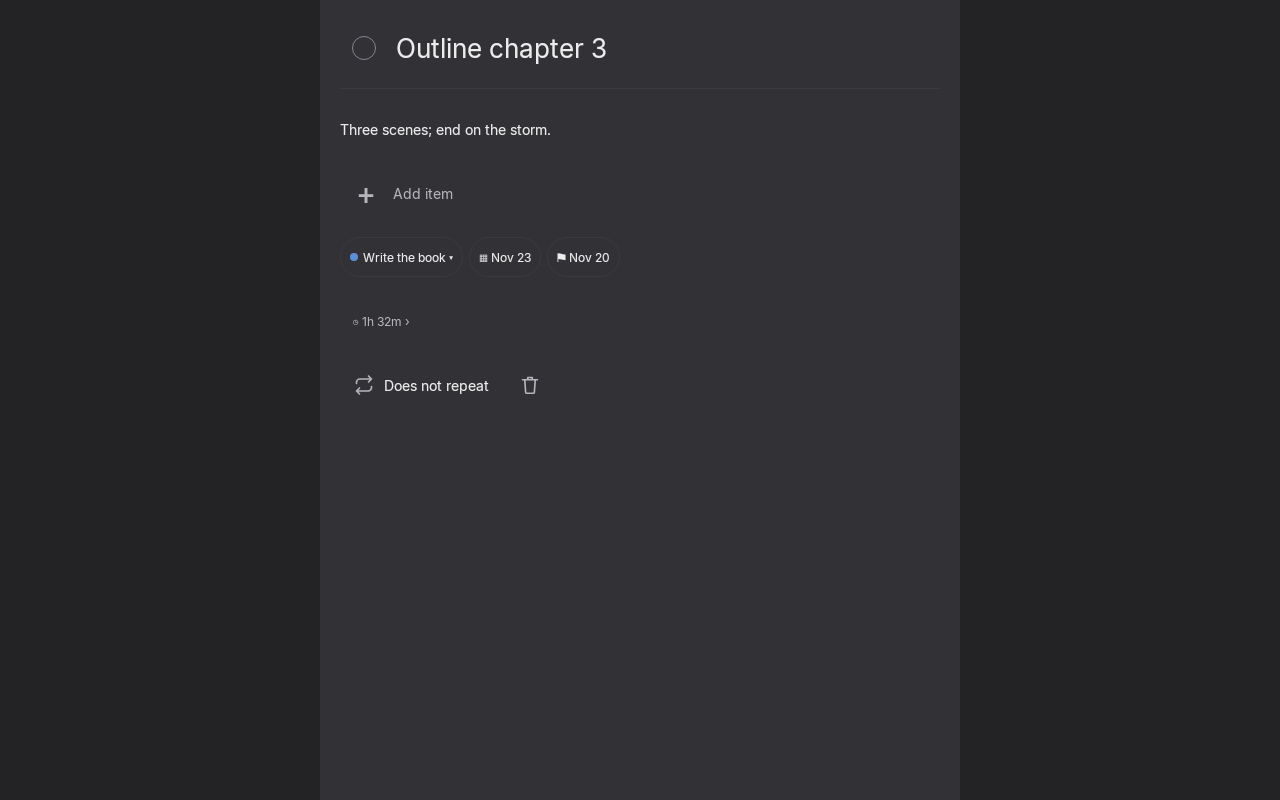 Outline chapter 3
Three scenes; end on the storm.
Add item
Write the book Nov 23 Nov 20
1h 32m ›
Does not repeat